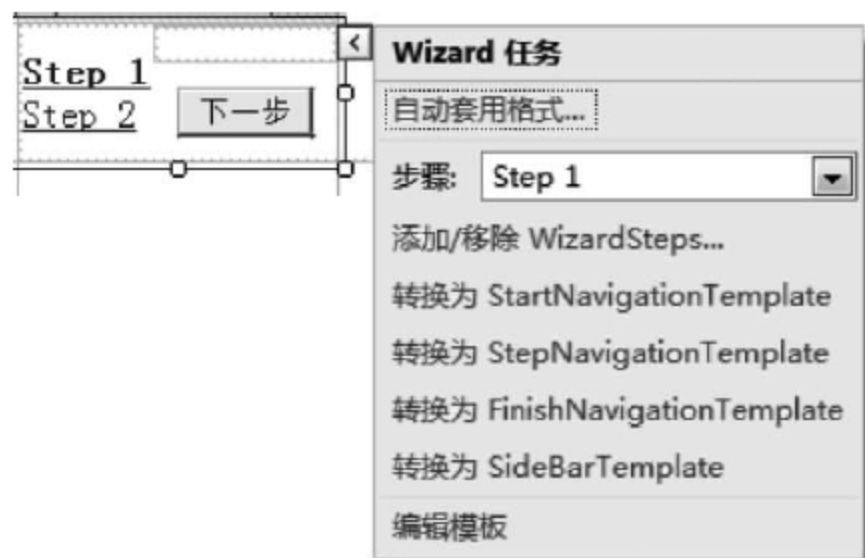 Step 1
Step 2
下一步
<
Wizard 任务
自动套用格式...
步骤: Step 1
添加/移除 WizardSteps...
转换为 StartNavigationTemplate
转换为 StepNavigationTemplate
转换为 FinishNavigationTemplate
转换为 SideBarTemplate
编辑模板